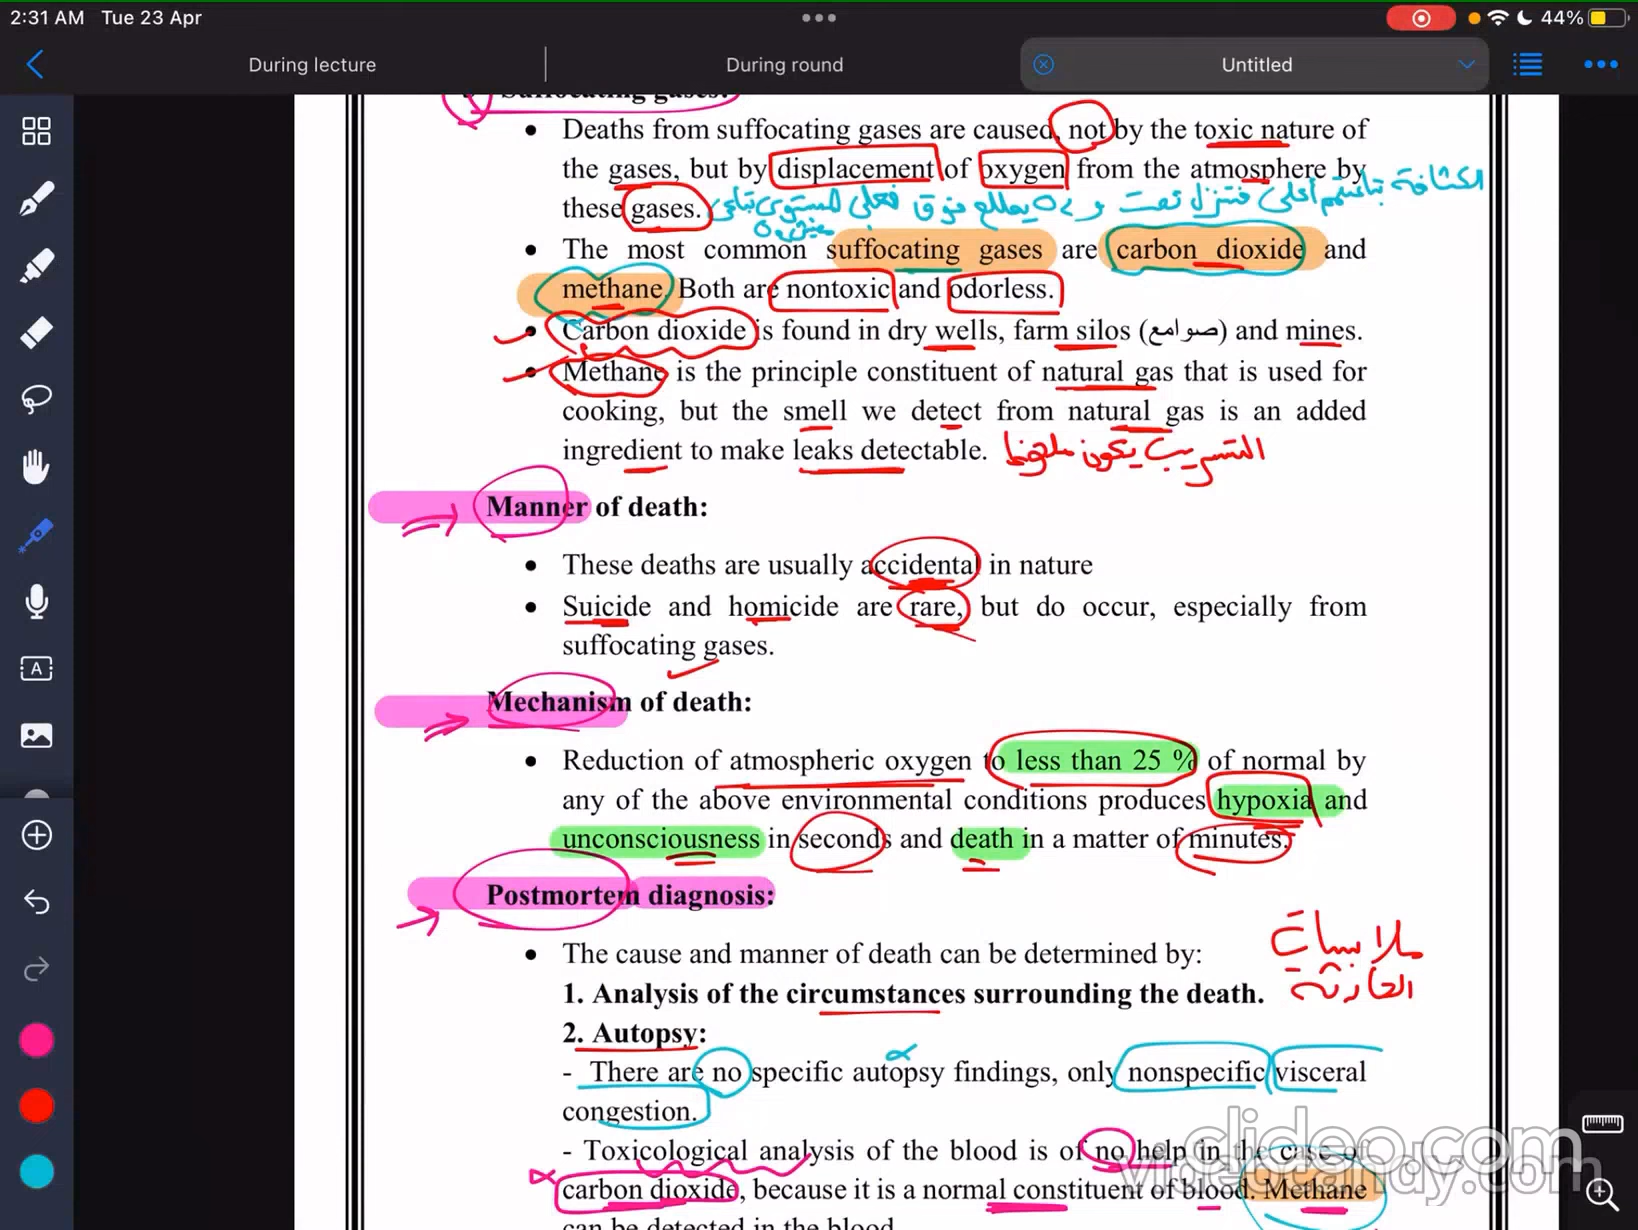 2:31 AM Tue 23 Apr
44%
During lecture
During round
Untitled
Suffocating gases:
• Deaths from suffocating gases are caused, not by the toxic nature of
the gases, but by displacement of oxygen from the atmosphere by
these gases.
• The most common suffocating gases are carbon dioxide and
methane. Both are nontoxic and odorless.
• Carbon dioxide is found in dry wells, farm silos (صوامع) and mines.
• Methane is the principle constituent of natural gas that is used for
cooking, but the smell we detect from natural gas is an added
ingredient to make leaks detectable.
التسريب يكون ملحوظ
Manner of death:
• These deaths are usually accidental in nature
• Suicide and homicide are rare, but do occur, especially from
suffocating gases.
Mechanism of death:
• Reduction of atmospheric oxygen to less than 25 % of normal by
any of the above environmental conditions produces hypoxia and
unconsciousness in seconds and death in a matter of minutes.
Postmortem diagnosis:
• The cause and manner of death can be determined by:
ملابسات
الحادثة
1. Analysis of the circumstances surrounding the death.
2. Autopsy:
- There are no specific autopsy findings, only nonspecific visceral
congestion.
- Toxicological analysis of the blood is of no help in the case of
carbon dioxide, because it is a normal constituent of blood. Methane
can be detected in the blood.
clideo.com
videocandy.com